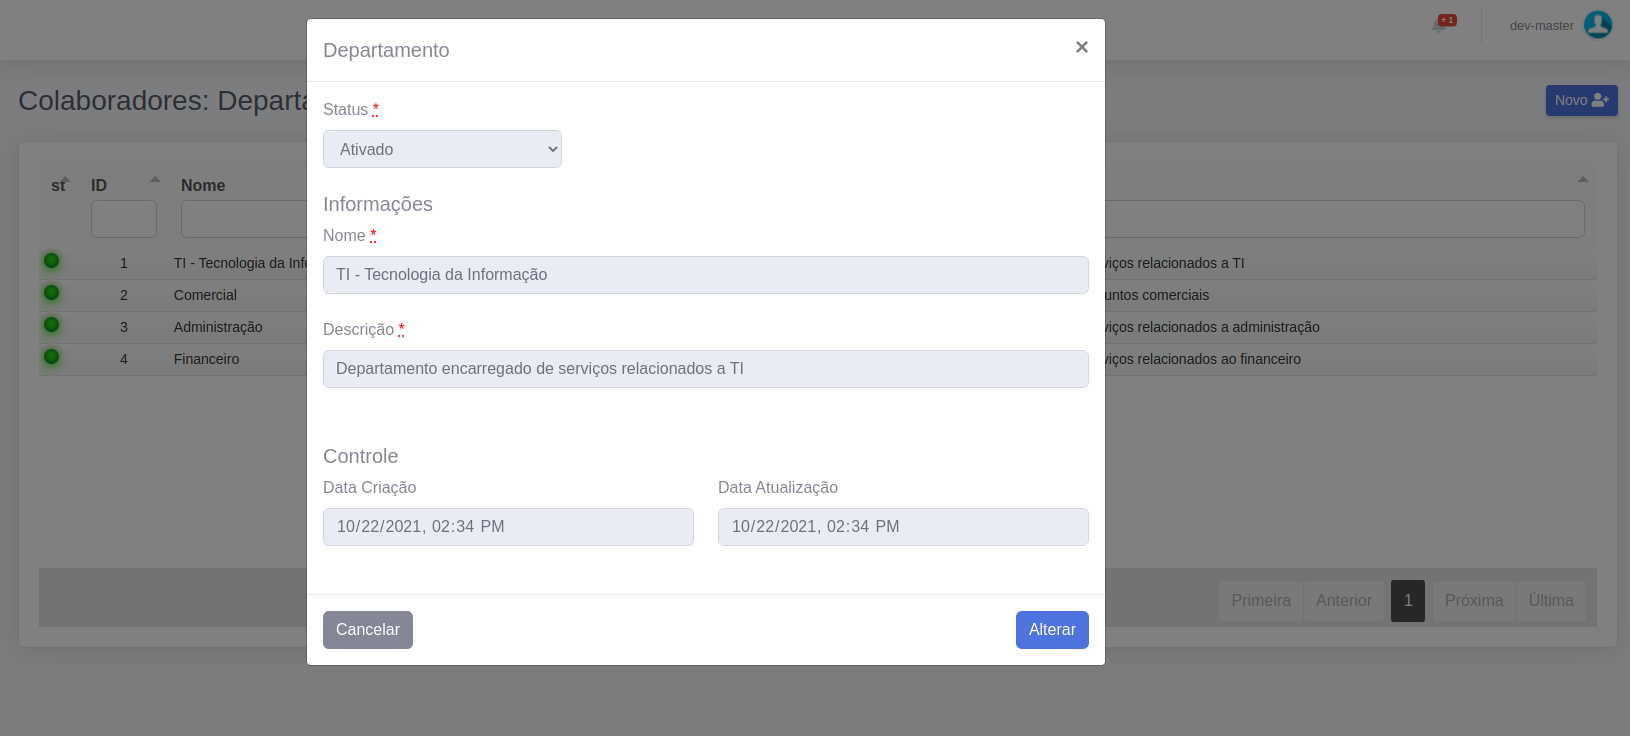 + 1
dev-master
Departamento
×
Colaboradores: Departa
Novo
Status *
Ativado
st
ID
Nome
Informações
Nome *
1 TI - Tecnologia da Info
TI - Tecnologia da Informação
viços relacionados a TI
2 Comercial
untos comerciais
3 Administração
Descrição *
viços relacionados a administração
4 Financeiro
Departamento encarregado de serviços relacionados a TI
viços relacionados ao financeiro
Controle
Data Criação
Data Atualização
10/22/2021, 02:34 PM
10/22/2021, 02:34 PM
Primeira Anterior 1 Próxima Última
Cancelar
Alterar